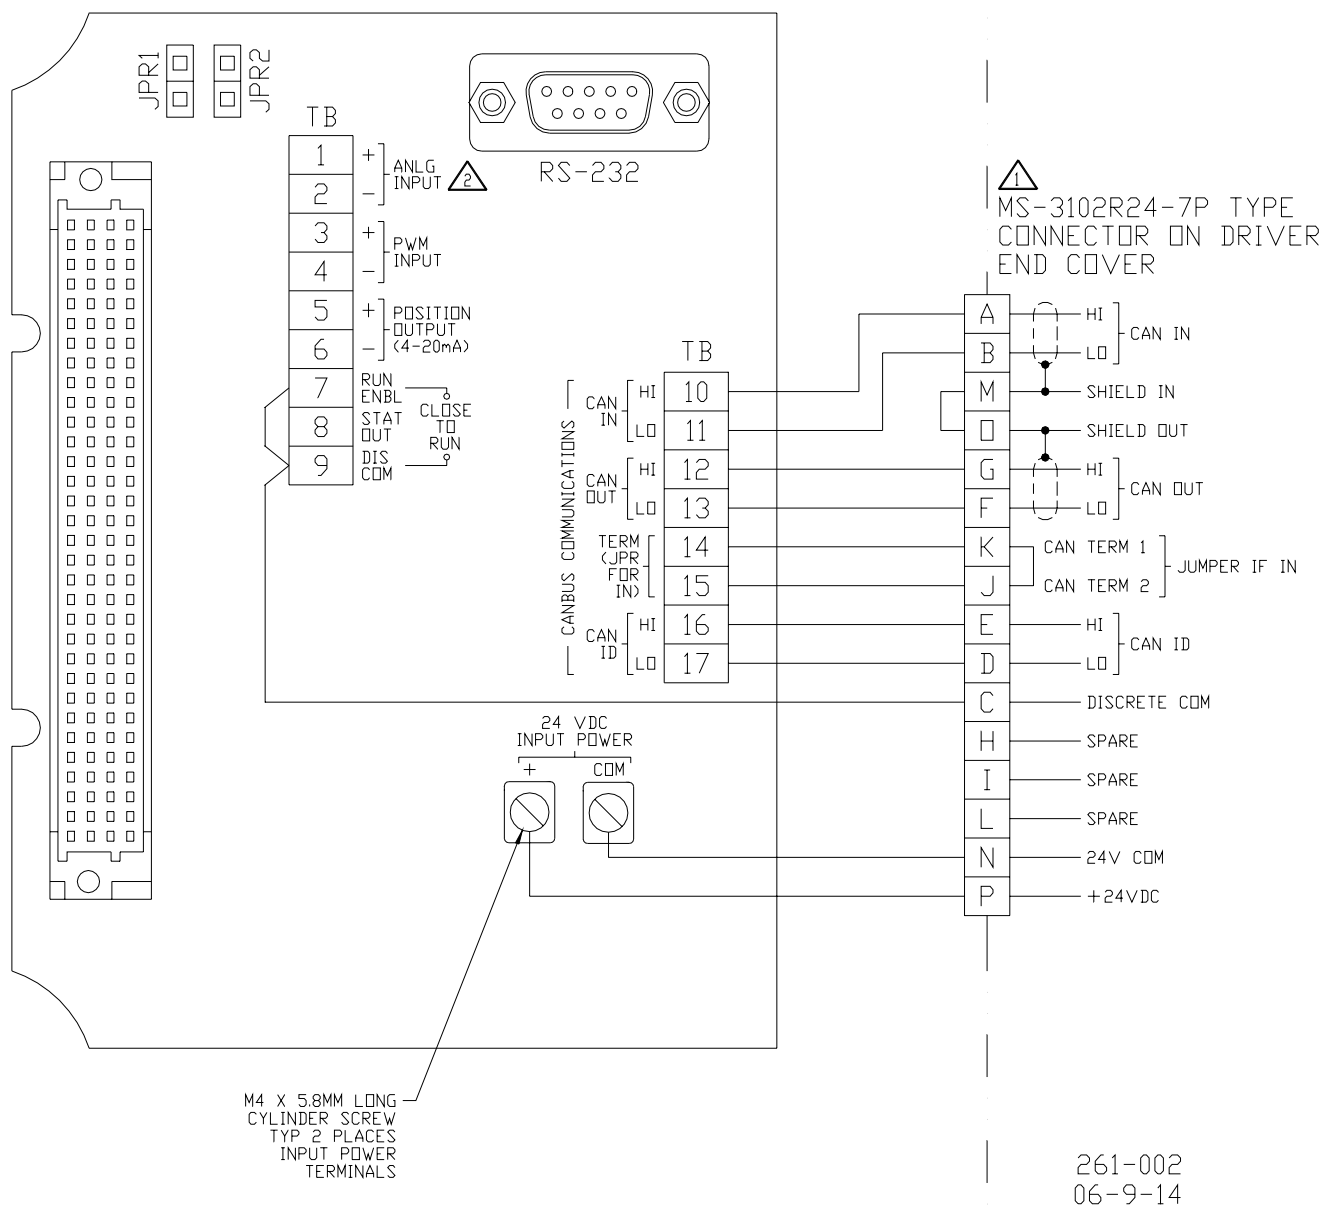 JPR1
JPR2
TB
1
+
2
-
ANLG
INPUT
2
3
+
4
-
PWM
INPUT
5
+
6
-
POSITION
OUTPUT
(4-20mA)
7
RUN
ENBL
8
STAT
OUT
9
DIS
COM
CLOSE
TO
RUN
RS-232
1
MS-3102R24-7P TYPE
CONNECTOR ON DRIVER
END COVER
TB
CANBUS COMMUNICATIONS
CAN
IN
HI
10
LO
11
CAN
OUT
HI
12
LO
13
TERM
(JPR
FOR
IN)
14
15
CAN
ID
HI
16
LO
17
A
HI
B
LO
CAN IN
M
SHIELD IN
O
SHIELD OUT
G
HI
F
LO
CAN OUT
K
CAN TERM 1
J
CAN TERM 2
JUMPER IF IN
E
HI
D
LO
CAN ID
C
DISCRETE COM
H
SPARE
I
SPARE
L
SPARE
N
24V COM
P
+24VDC
24 VDC
INPUT POWER
+
COM
M4 X 5.8MM LONG
CYLINDER SCREW
TYP 2 PLACES
INPUT POWER
TERMINALS
261-002
06-9-14